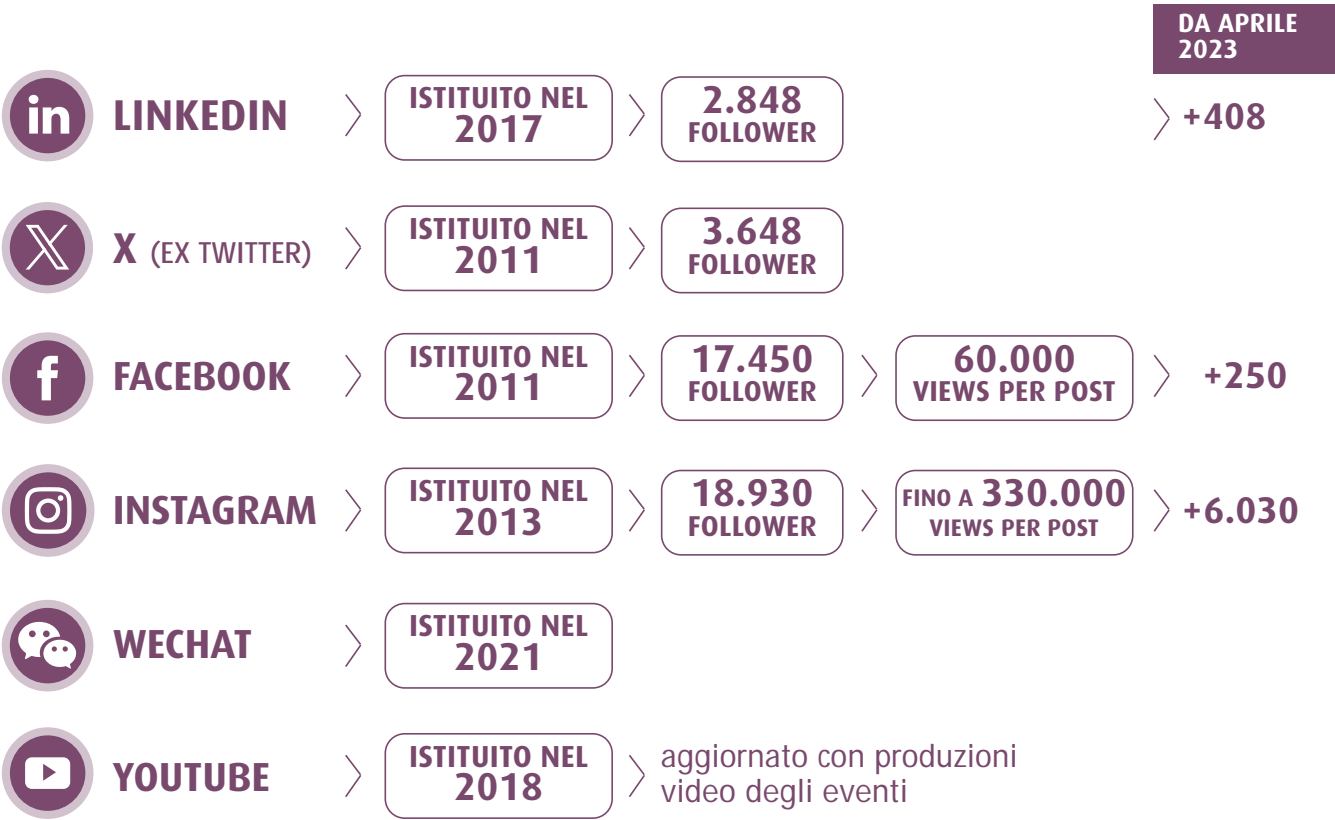 DA APRILE
2023
in LINKEDIN
ISTITUITO NEL
2017
2.848
FOLLOWER
+408
X (EX TWITTER)
ISTITUITO NEL
2011
3.648
FOLLOWER
f FACEBOOK
ISTITUITO NEL
2011
17.450
FOLLOWER
60.000
VIEWS PER POST
+250
INSTAGRAM
ISTITUITO NEL
2013
18.930
FOLLOWER
FINO A 330.000
VIEWS PER POST
+6.030
WECHAT
ISTITUITO NEL
2021
YOUTUBE
ISTITUITO NEL
2018
aggiornato con produzioni
video degli eventi